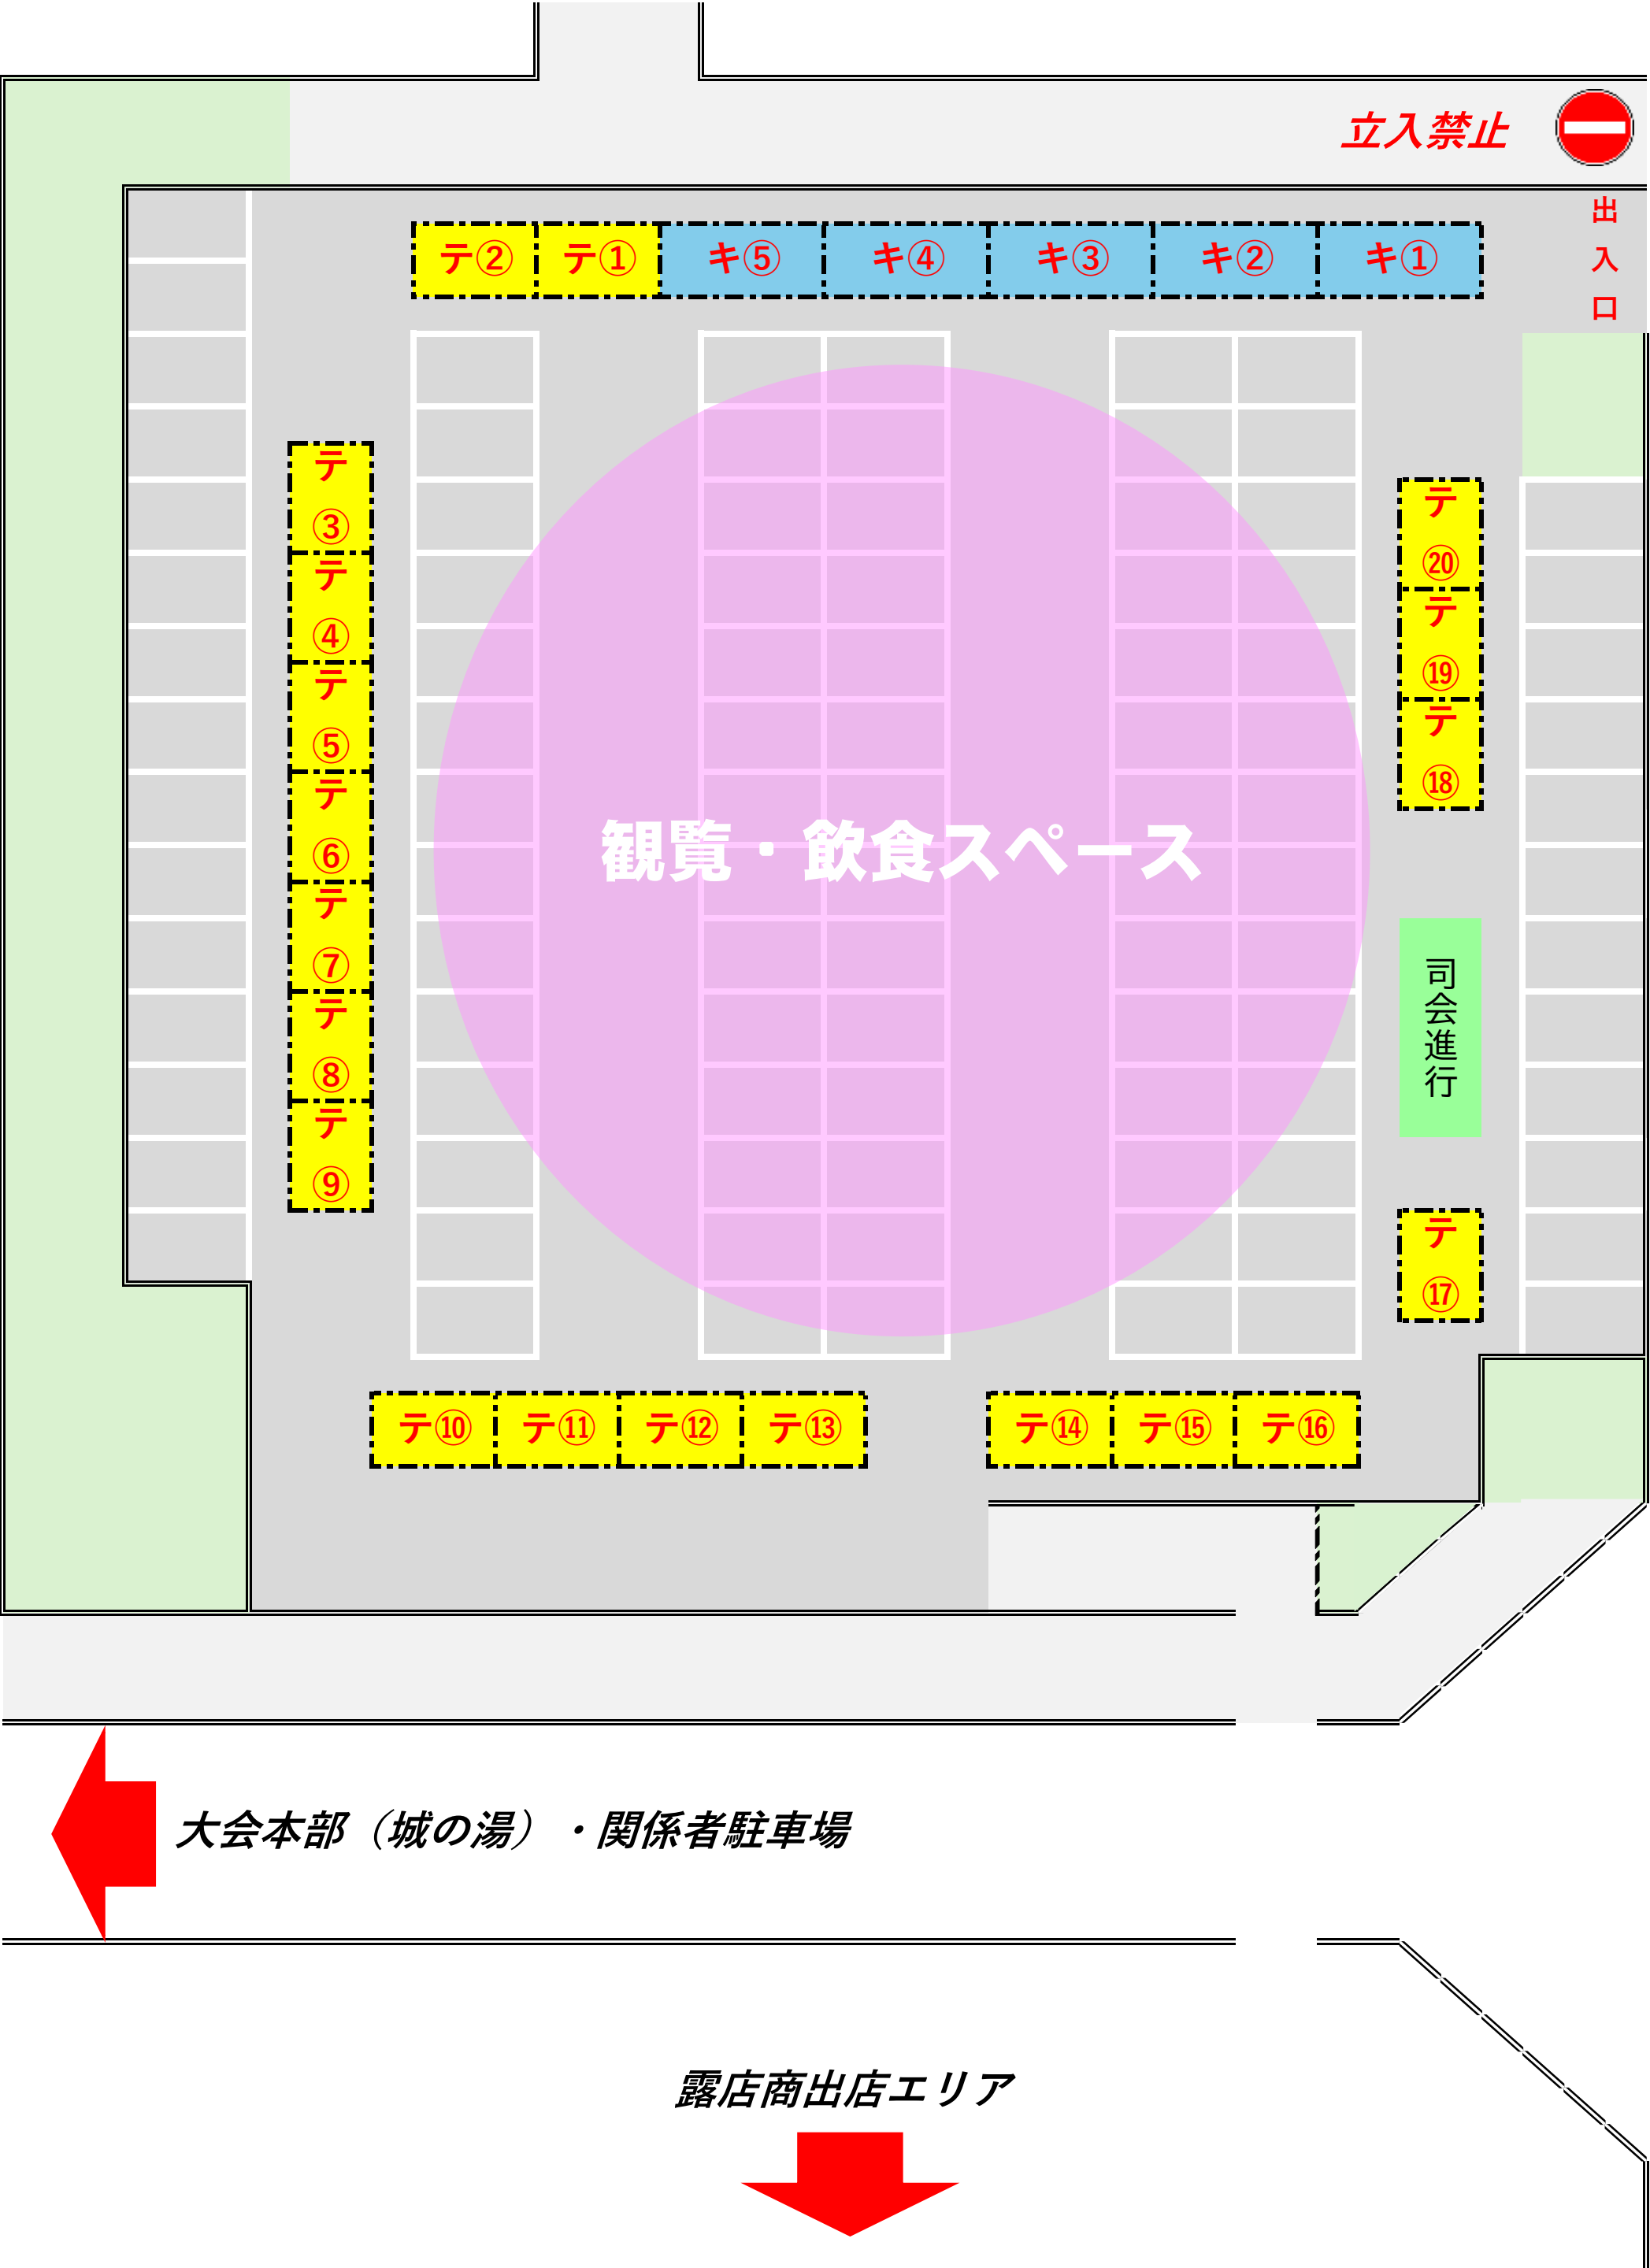 立入禁止
出
入
口
テ② テ① キ⑤ キ④ キ③ キ② キ①
テ
③
テ
④
テ
⑤
テ
⑥
テ
⑦
テ
⑧
テ
⑨
テ
⑳
テ
⑲
テ
⑱
観覧・飲食スペース
司会進行
テ
⑰
テ⑩ テ⑪ テ⑫ テ⑬ テ⑭ テ⑮ テ⑯
大会本部（城の湯）・関係者駐車場
露店商出店エリア